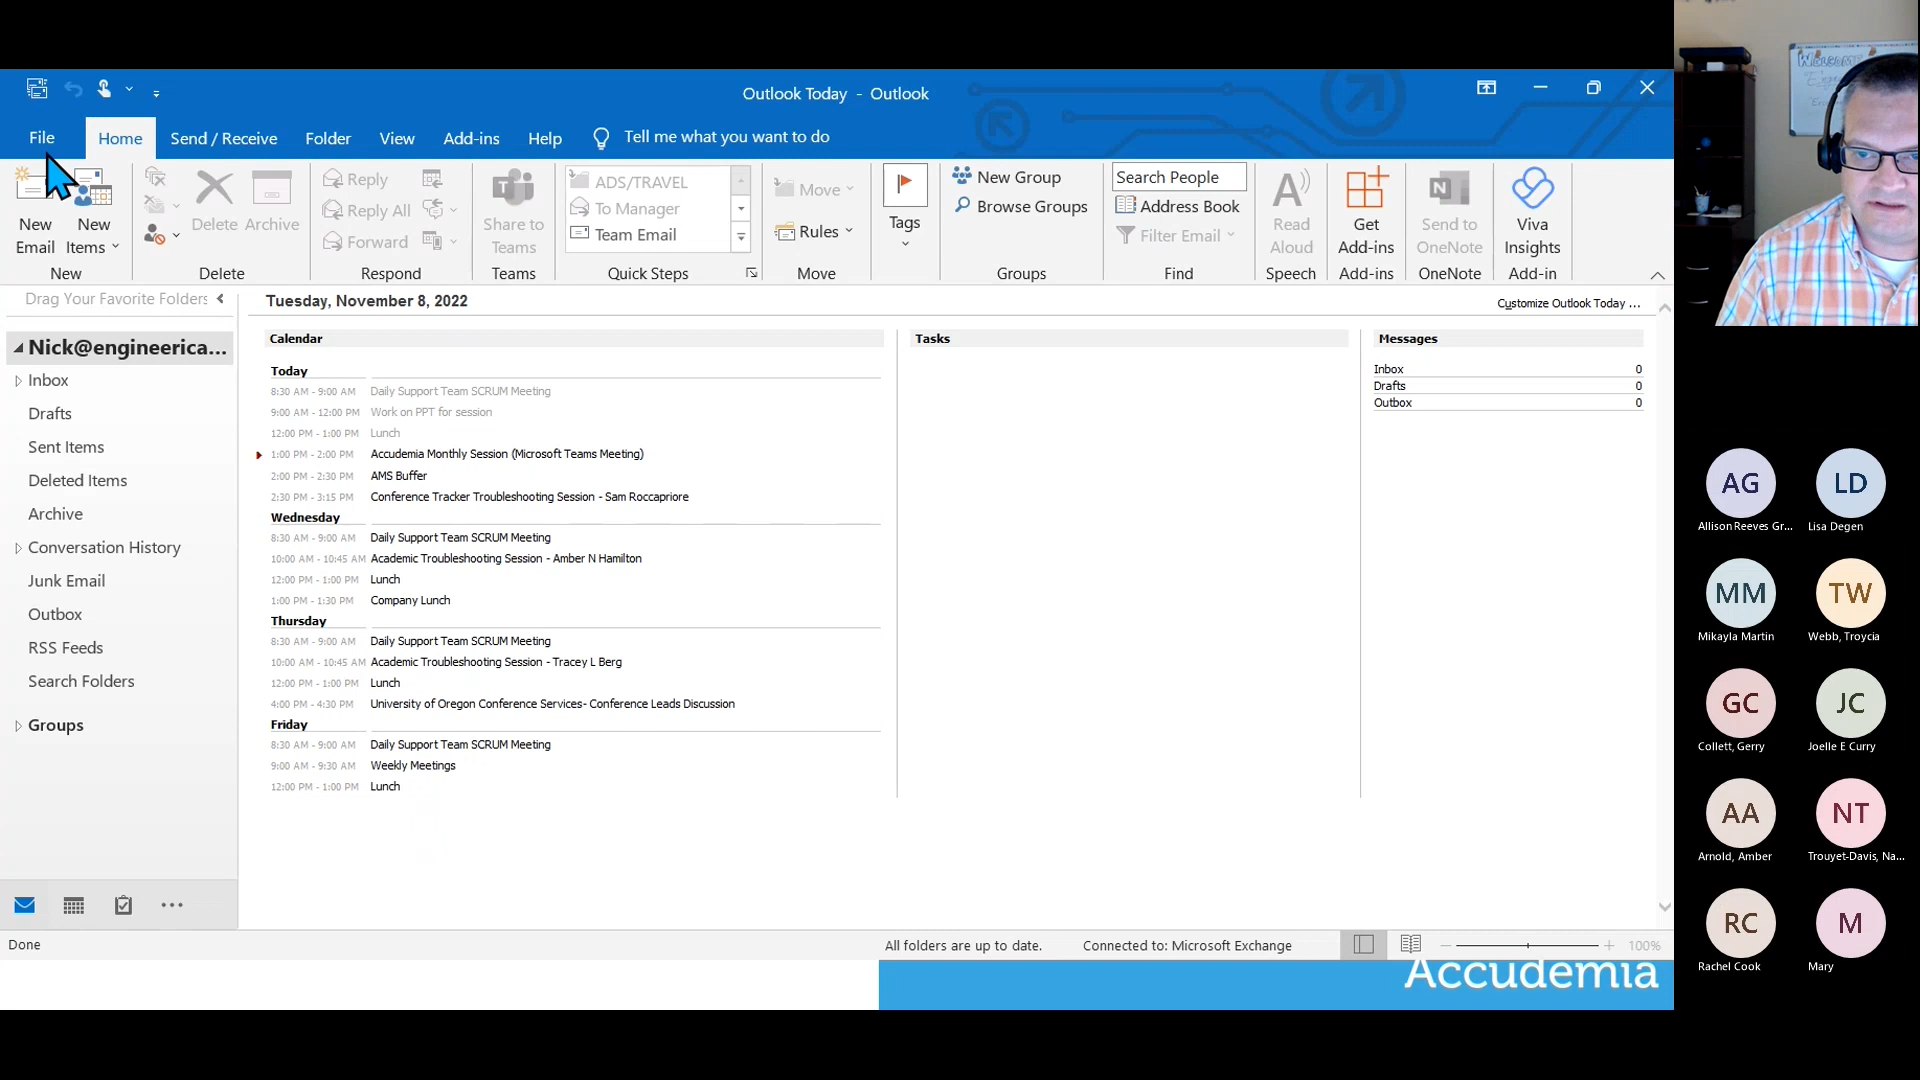 Outlook Today - Outlook
File Home Send / Receive Folder View Add-ins Help Tell me what you want to do
New Email
New Items
New
Delete
Archive
Delete
Reply
Reply All
Forward
Respond
Share to Teams
Teams
ADS/TRAVEL
To Manager
Team Email
Quick Steps
Move
Rules
Move
Tags
New Group
Browse Groups
Groups
Search People
Address Book
Filter Email
Find
Read Aloud
Speech
Get Add-ins
Add-ins
Send to OneNote
OneNote
Viva Insights
Add-in
Drag Your Favorite Folders
Nick@engineerica...
Inbox
Drafts
Sent Items
Deleted Items
Archive
Conversation History
Junk Email
Outbox
RSS Feeds
Search Folders
Groups
Tuesday, November 8, 2022
Customize Outlook Today ...
Calendar
Today
8:30 AM - 9:00 AM Daily Support Team SCRUM Meeting
9:00 AM - 12:00 PM Work on PPT for session
12:00 PM - 1:00 PM Lunch
1:00 PM - 2:00 PM Accudemia Monthly Session (Microsoft Teams Meeting)
2:00 PM - 2:30 PM AMS Buffer
2:30 PM - 3:15 PM Conference Tracker Troubleshooting Session - Sam Roccapriore
Wednesday
8:30 AM - 9:00 AM Daily Support Team SCRUM Meeting
10:00 AM - 10:45 AM Academic Troubleshooting Session - Amber N Hamilton
12:00 PM - 1:00 PM Lunch
1:00 PM - 1:30 PM Company Lunch
Thursday
8:30 AM - 9:00 AM Daily Support Team SCRUM Meeting
10:00 AM - 10:45 AM Academic Troubleshooting Session - Tracey L Berg
12:00 PM - 1:00 PM Lunch
4:00 PM - 4:30 PM University of Oregon Conference Services- Conference Leads Discussion
Friday
8:30 AM - 9:00 AM Daily Support Team SCRUM Meeting
9:00 AM - 9:30 AM Weekly Meetings
12:00 PM - 1:00 PM Lunch
Tasks
Messages
Inbox 0
Drafts 0
Outbox 0
Done
All folders are up to date.
Connected to: Microsoft Exchange
100%
Accudemia
AG
Allison Reeves Gr...
LD
Lisa Degen
MM
Mikayla Martin
TW
Webb, Troycia
GC
Collett, Gerry
JC
Joelle E Curry
AA
Arnold, Amber
NT
Trouyet-Davis, Na...
RC
Rachel Cook
M
Mary